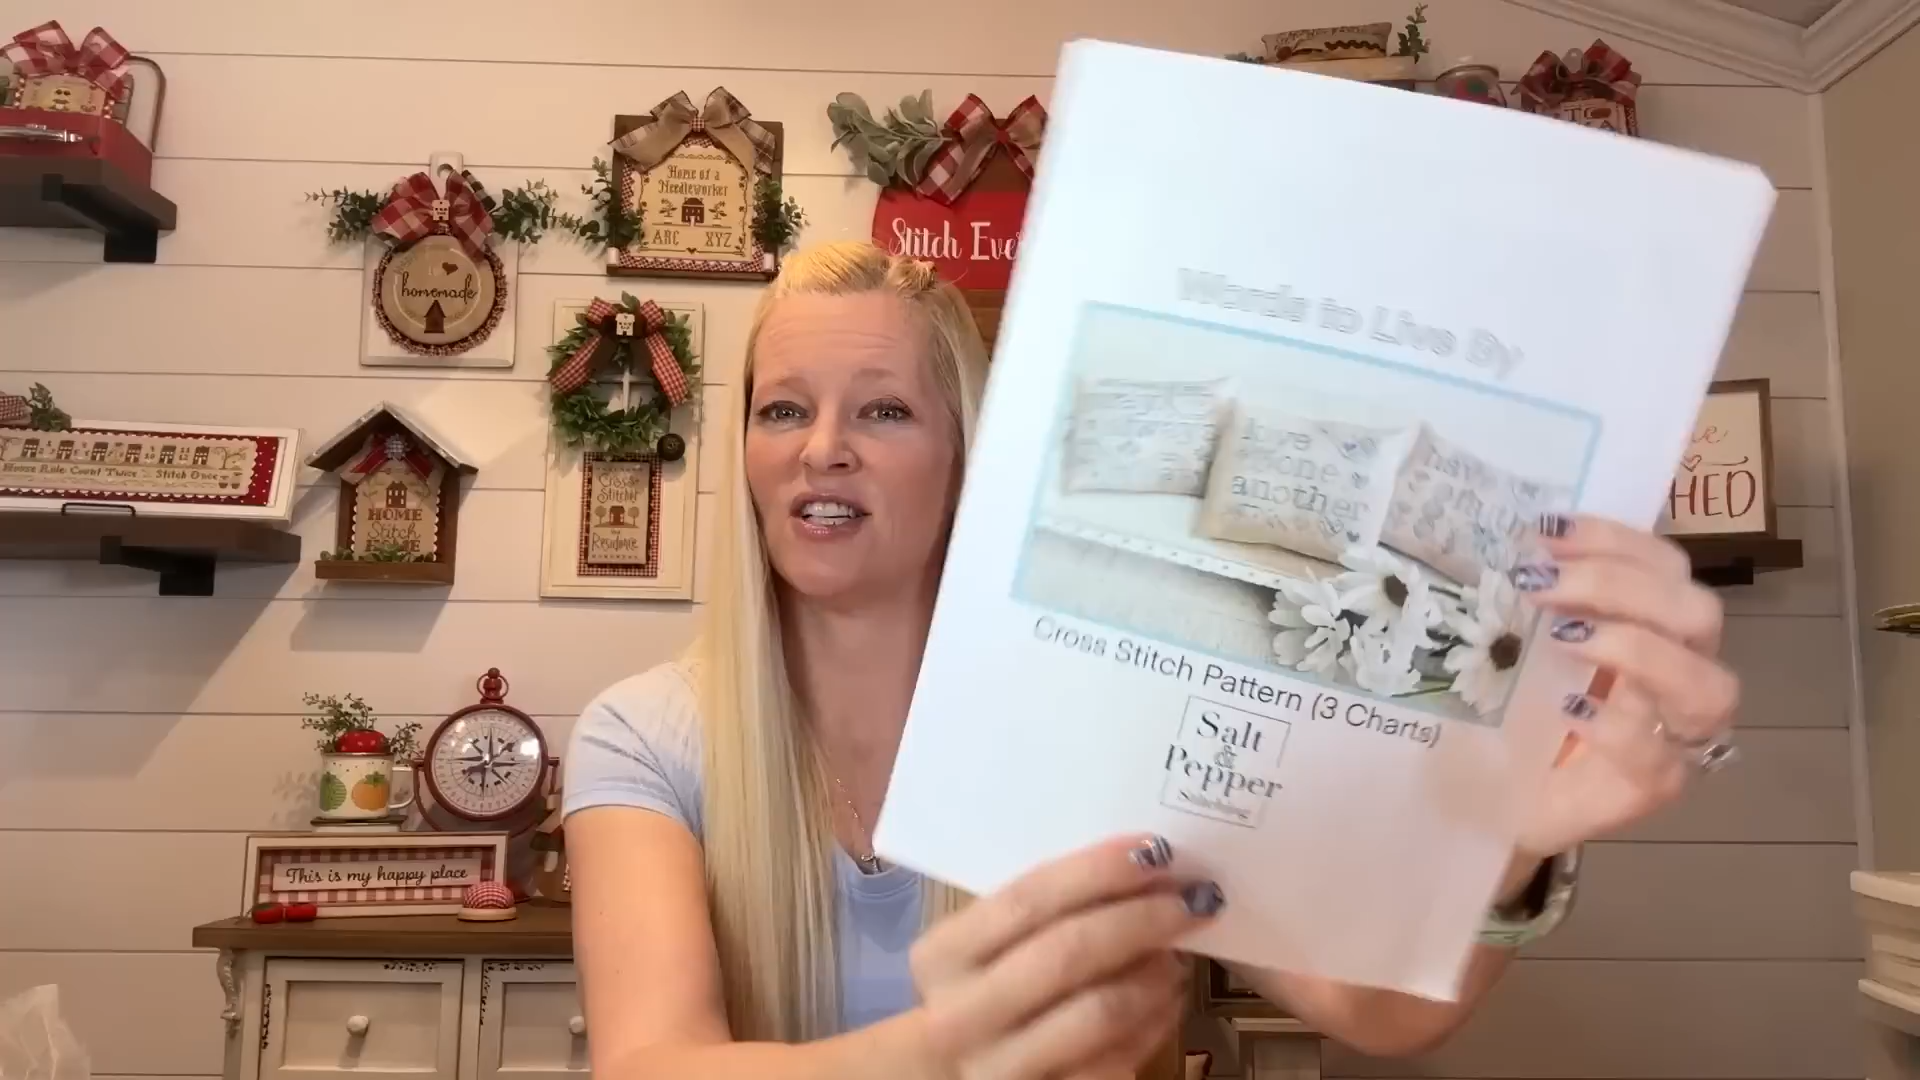 Home of a
Needleworker
ABC XYZ
Stitch Eve
homemade
House Rule Count Twice Stitch Once
HOME
Stitch
HOME
Cross
Stitcher
Residence
This is my happy place
HED
Words to Live By
love
one
another
Cross Stitch Pattern (3 Charts)
Salt
&
Pepper
Stitching